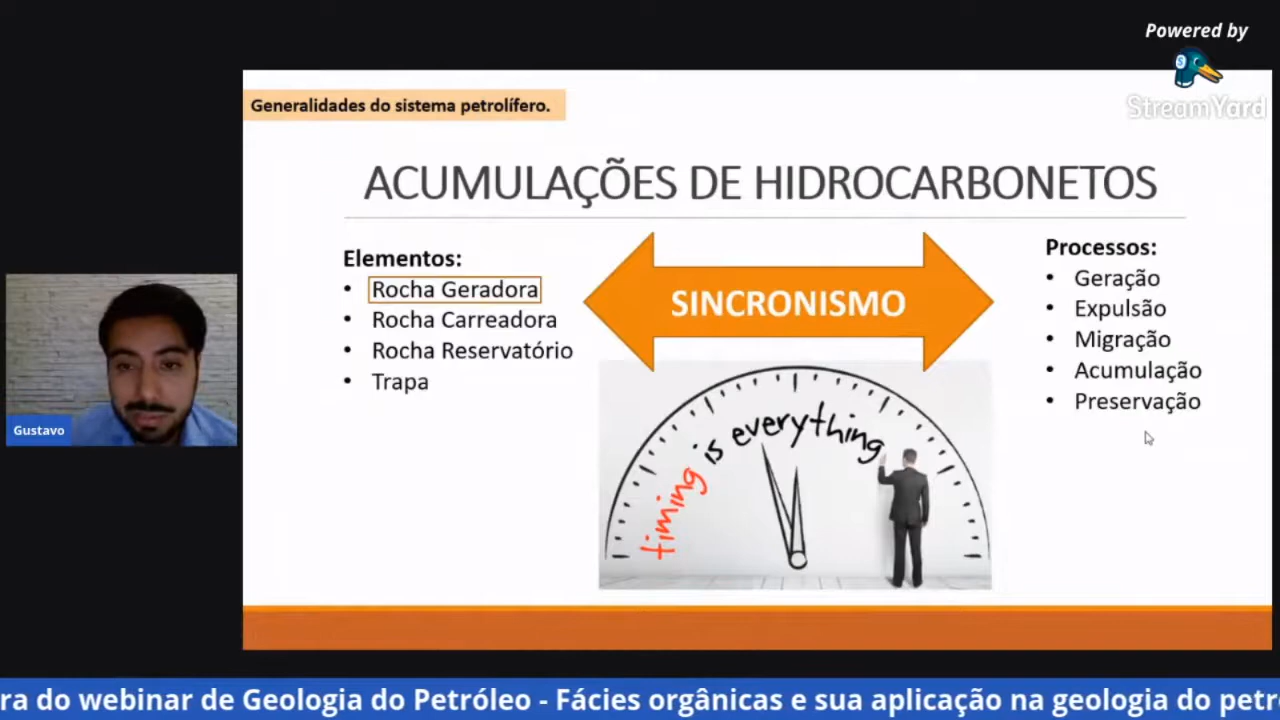 Powered by
StreamYard
Generalidades do sistema petrolífero.
ACUMULAÇÕES DE HIDROCARBONETOS
Elementos:
• Rocha Geradora
• Rocha Carreadora
• Rocha Reservatório
• Trapa
SINCRONISMO
timing is everything
Processos:
• Geração
• Expulsão
• Migração
• Acumulação
• Preservação
Gustavo
ra do webinar de Geologia do Petróleo - Fácies orgânicas e sua aplicação na geologia do petr